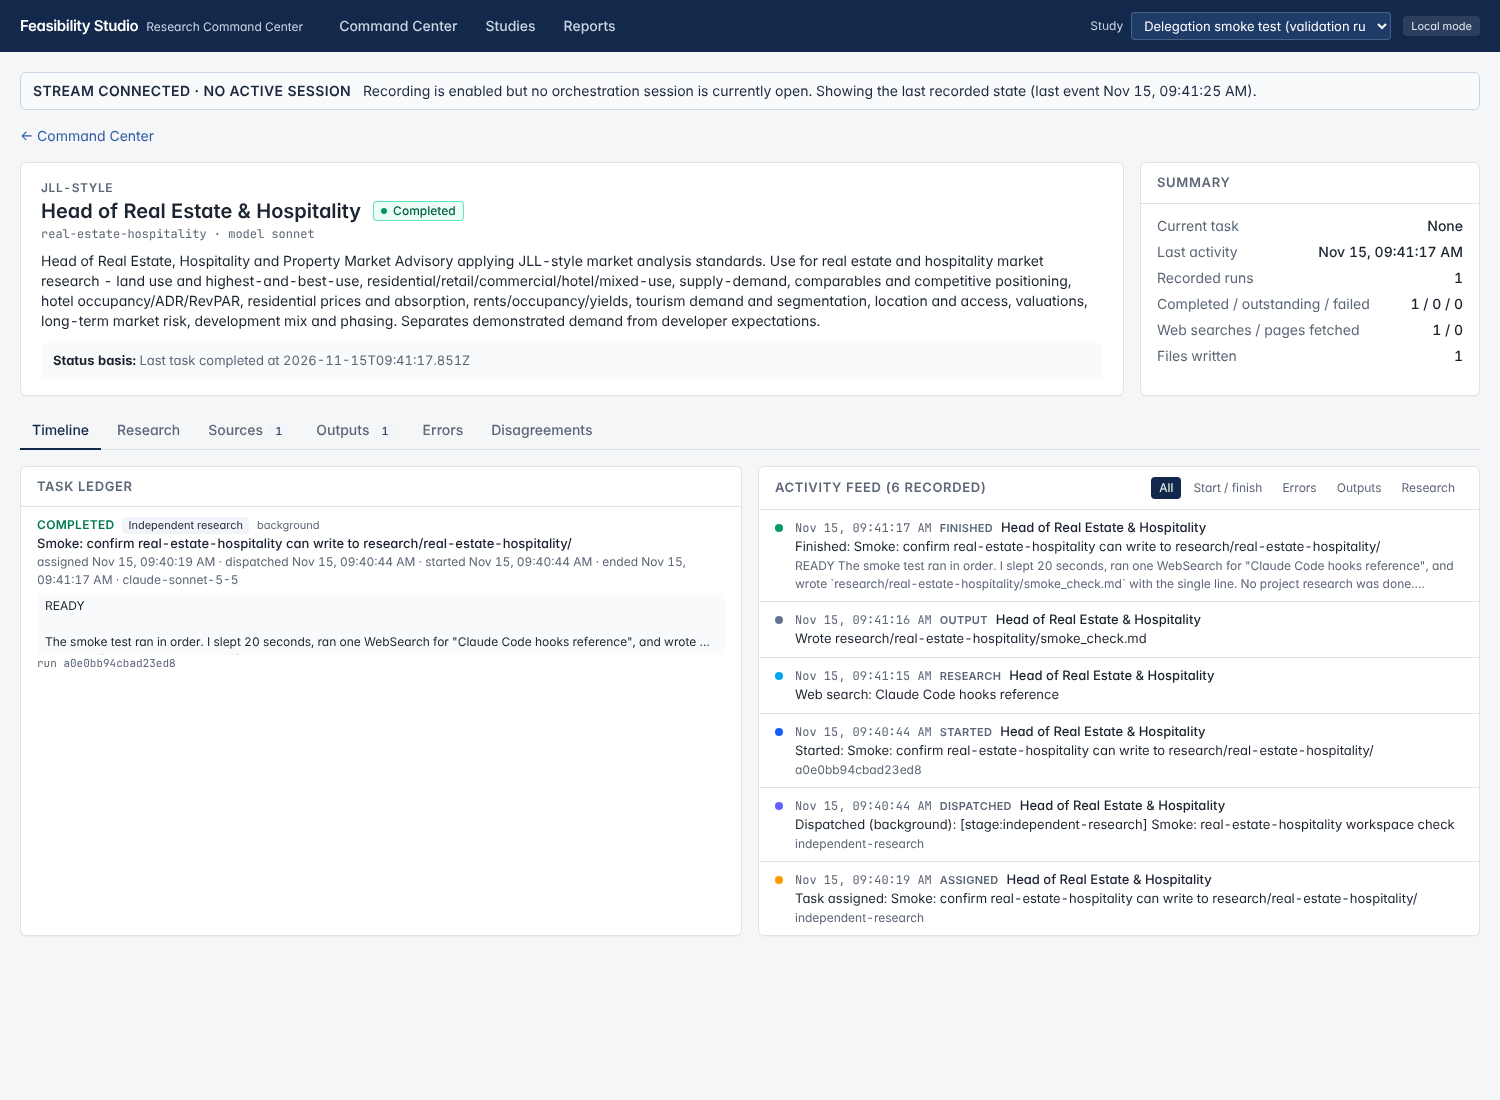 Feasibility Studio Research Command Center Command Center Studies Reports Study Delegation smoke test (validation ru Local mode
STREAM CONNECTED · NO ACTIVE SESSION Recording is enabled but no orchestration session is currently open. Showing the last recorded state (last event Nov 15, 09:41:25 AM).
← Command Center
JLL-STYLE
Head of Real Estate & Hospitality Completed
real-estate-hospitality · model sonnet
Head of Real Estate, Hospitality and Property Market Advisory applying JLL-style market analysis standards. Use for real estate and hospitality market
research - land use and highest-and-best-use, residential/retail/commercial/hotel/mixed-use, supply-demand, comparables and competitive positioning,
hotel occupancy/ADR/RevPAR, residential prices and absorption, rents/occupancy/yields, tourism demand and segmentation, location and access, valuations,
long-term market risk, development mix and phasing. Separates demonstrated demand from developer expectations.
Status basis: Last task completed at 2026-11-15T09:41:17.851Z
SUMMARY
Current task None
Last activity Nov 15, 09:41:17 AM
Recorded runs 1
Completed / outstanding / failed 1 / 0 / 0
Web searches / pages fetched 1 / 0
Files written 1
Timeline Research Sources 1 Outputs 1 Errors Disagreements
TASK LEDGER
COMPLETED Independent research background
Smoke: confirm real-estate-hospitality can write to research/real-estate-hospitality/
assigned Nov 15, 09:40:19 AM · dispatched Nov 15, 09:40:44 AM · started Nov 15, 09:40:44 AM · ended Nov 15,
09:41:17 AM · claude-sonnet-5-5
READY
The smoke test ran in order. I slept 20 seconds, ran one WebSearch for "Claude Code hooks reference", and wrote ...
run a0e0bb94cbad23ed8
ACTIVITY FEED (6 RECORDED) All Start / finish Errors Outputs Research
Nov 15, 09:41:17 AM FINISHED Head of Real Estate & Hospitality
Finished: Smoke: confirm real-estate-hospitality can write to research/real-estate-hospitality/
READY The smoke test ran in order. I slept 20 seconds, ran one WebSearch for "Claude Code hooks reference", and
wrote `research/real-estate-hospitality/smoke_check.md` with the single line. No project research was done....
Nov 15, 09:41:16 AM OUTPUT Head of Real Estate & Hospitality
Wrote research/real-estate-hospitality/smoke_check.md
Nov 15, 09:41:15 AM RESEARCH Head of Real Estate & Hospitality
Web search: Claude Code hooks reference
Nov 15, 09:40:44 AM STARTED Head of Real Estate & Hospitality
Started: Smoke: confirm real-estate-hospitality can write to research/real-estate-hospitality/
a0e0bb94cbad23ed8
Nov 15, 09:40:44 AM DISPATCHED Head of Real Estate & Hospitality
Dispatched (background): [stage:independent-research] Smoke: real-estate-hospitality workspace check
independent-research
Nov 15, 09:40:19 AM ASSIGNED Head of Real Estate & Hospitality
Task assigned: Smoke: confirm real-estate-hospitality can write to research/real-estate-hospitality/
independent-research